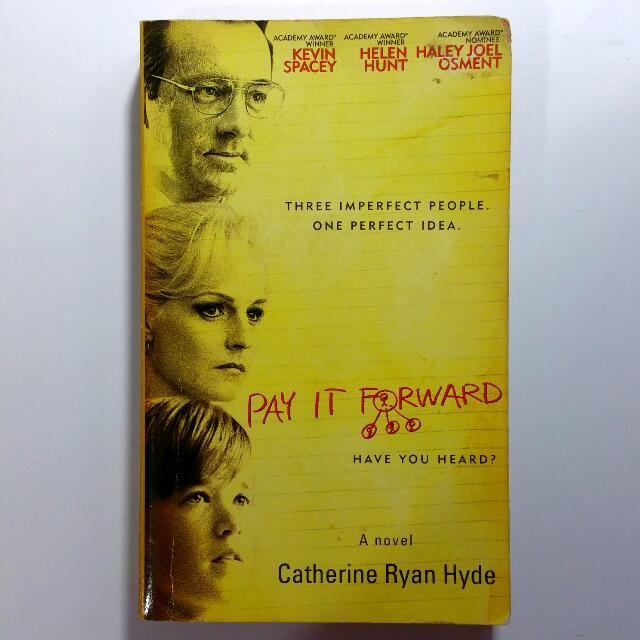 ACADEMY AWARD® WINNER
KEVIN SPACEY
ACADEMY AWARD® WINNER
HELEN HUNT
ACADEMY AWARD® NOMINEE
HALEY JOEL OSMENT
THREE IMPERFECT PEOPLE.
ONE PERFECT IDEA.
PAY IT FORWARD
? ? ?
HAVE YOU HEARD?
A novel
Catherine Ryan Hyde